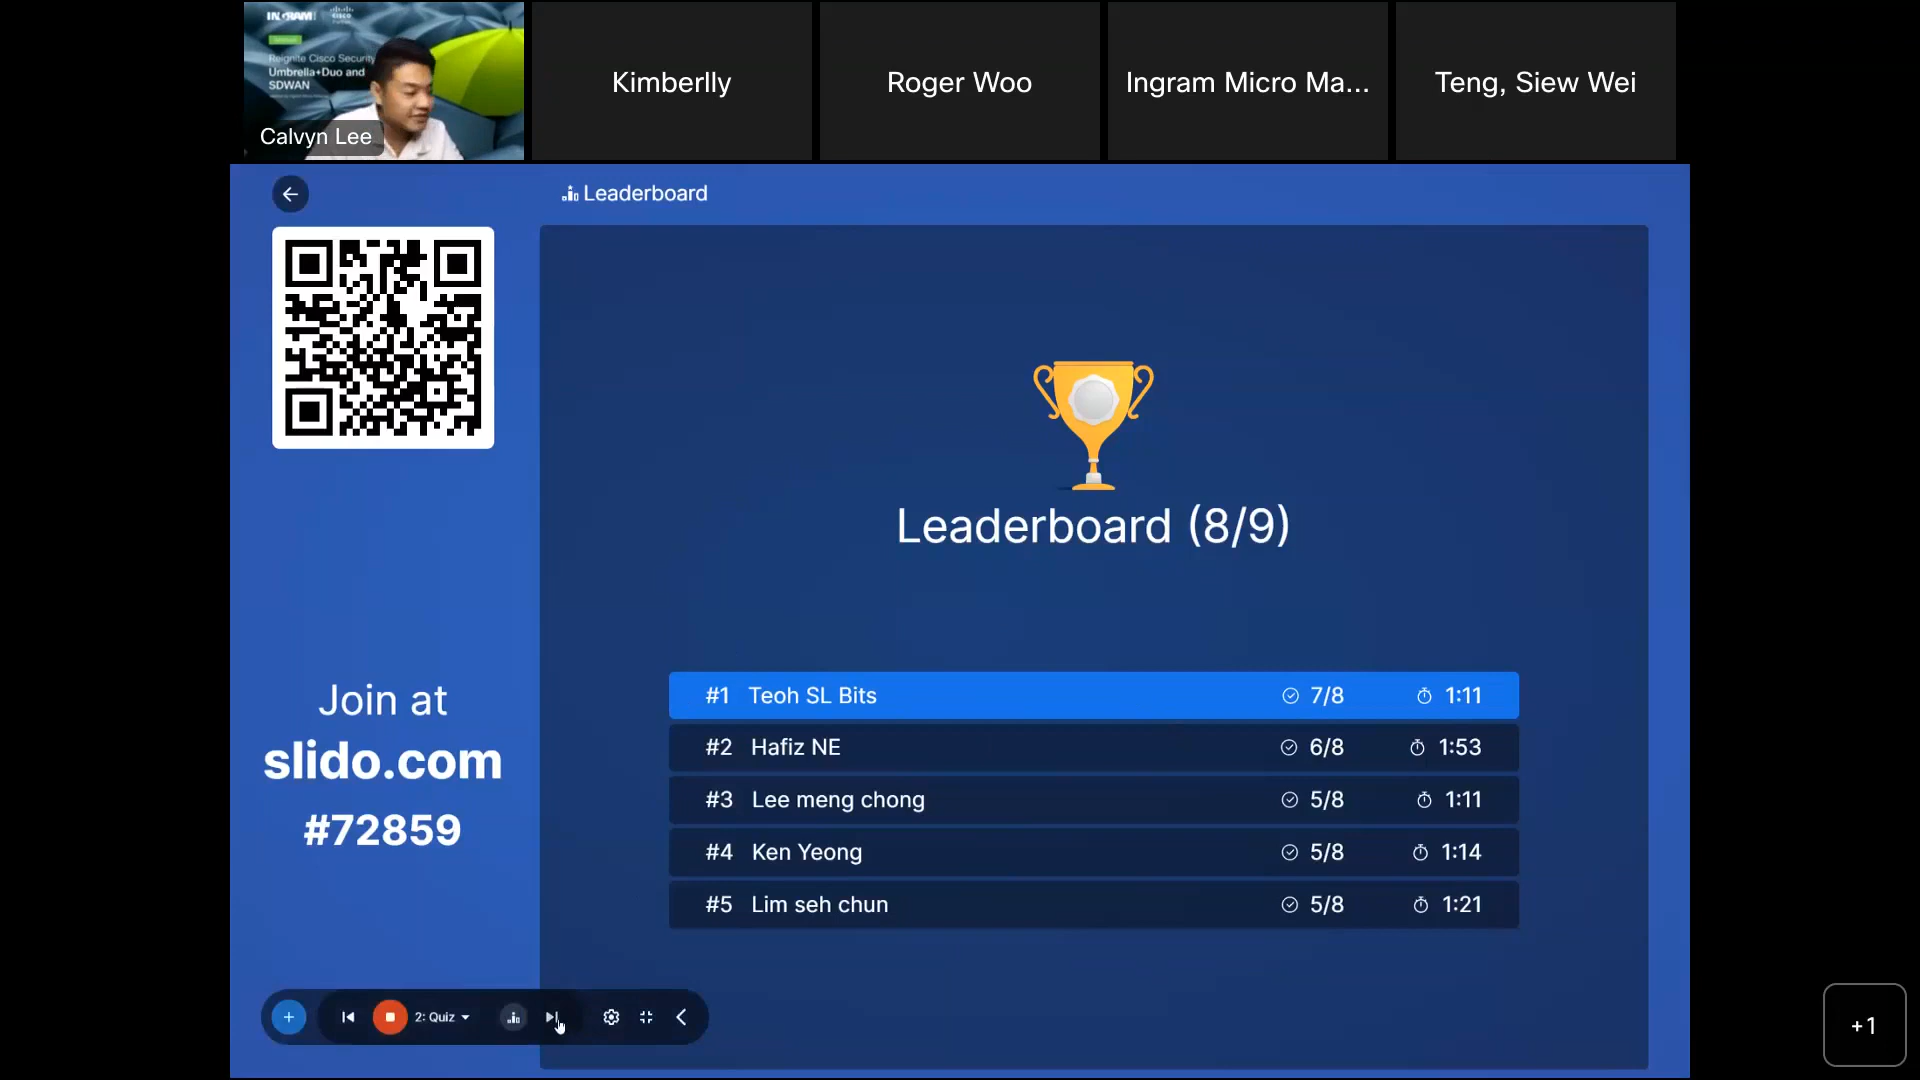 INGRAM
CISCO
Reignite Cisco Security
Umbrella+Duo and
SDWAN
Calvyn Lee
Kimberlly
Roger Woo
Ingram Micro Ma...
Teng, Siew Wei
Leaderboard
Leaderboard (8/9)
#1 Teoh SL Bits 7/8 1:11
#2 Hafiz NE 6/8 1:53
#3 Lee meng chong 5/8 1:11
#4 Ken Yeong 5/8 1:14
#5 Lim seh chun 5/8 1:21
Join at
slido.com
#72859
2: Quiz
+1